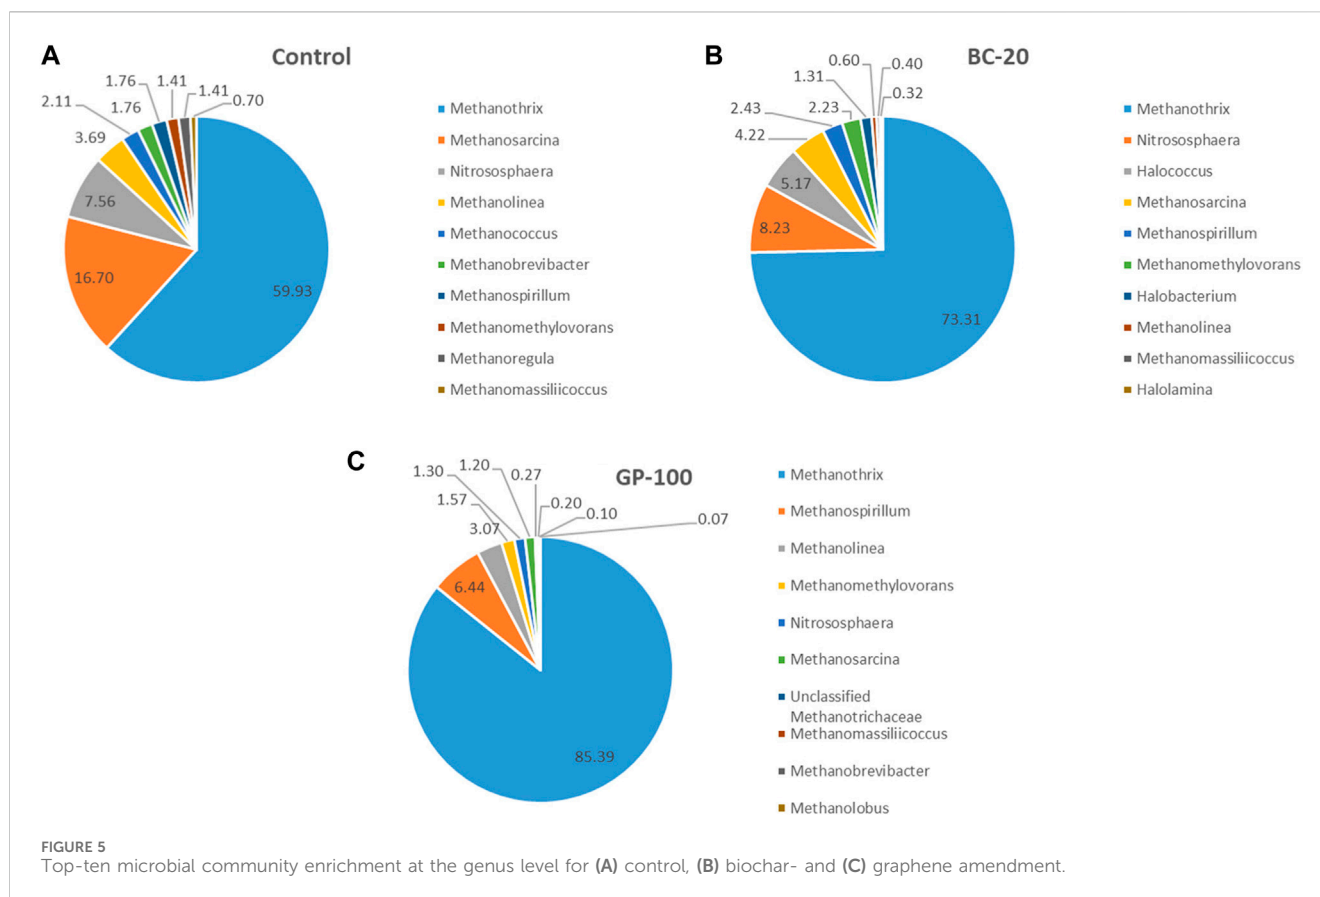 A
Control
1.76
1.41
2.11
1.76
1.41
0.70
3.69
7.56
16.70
59.93
Methanothrix
Methanosarcina
Nitrososphaera
Methanolinea
Methanococcus
Methanobrevibacter
Methanospirillum
Methanomethylovorans
Methanoregula
Methanomassiliicoccus
B
BC-20
0.60
0.40
1.31
0.32
2.43
2.23
4.22
5.17
8.23
73.31
Methanothrix
Nitrososphaera
Halococcus
Methanosarcina
Methanospirillum
Methanomethylovorans
Halobacterium
Methanolinea
Methanomassiliicoccus
Halolamina
C
GP-100
1.30
1.20
0.27
1.57
0.20
0.10
0.07
3.07
6.44
85.39
Methanothrix
Methanospirillum
Methanolinea
Methanomethylovorans
Nitrososphaera
Methanosarcina
Unclassified
Methanotrichaceae
Methanomassiliicoccus
Methanobrevibacter
Methanolobus
FIGURE 5
Top-ten microbial community enrichment at the genus level for (A) control, (B) biochar- and (C) graphene amendment.